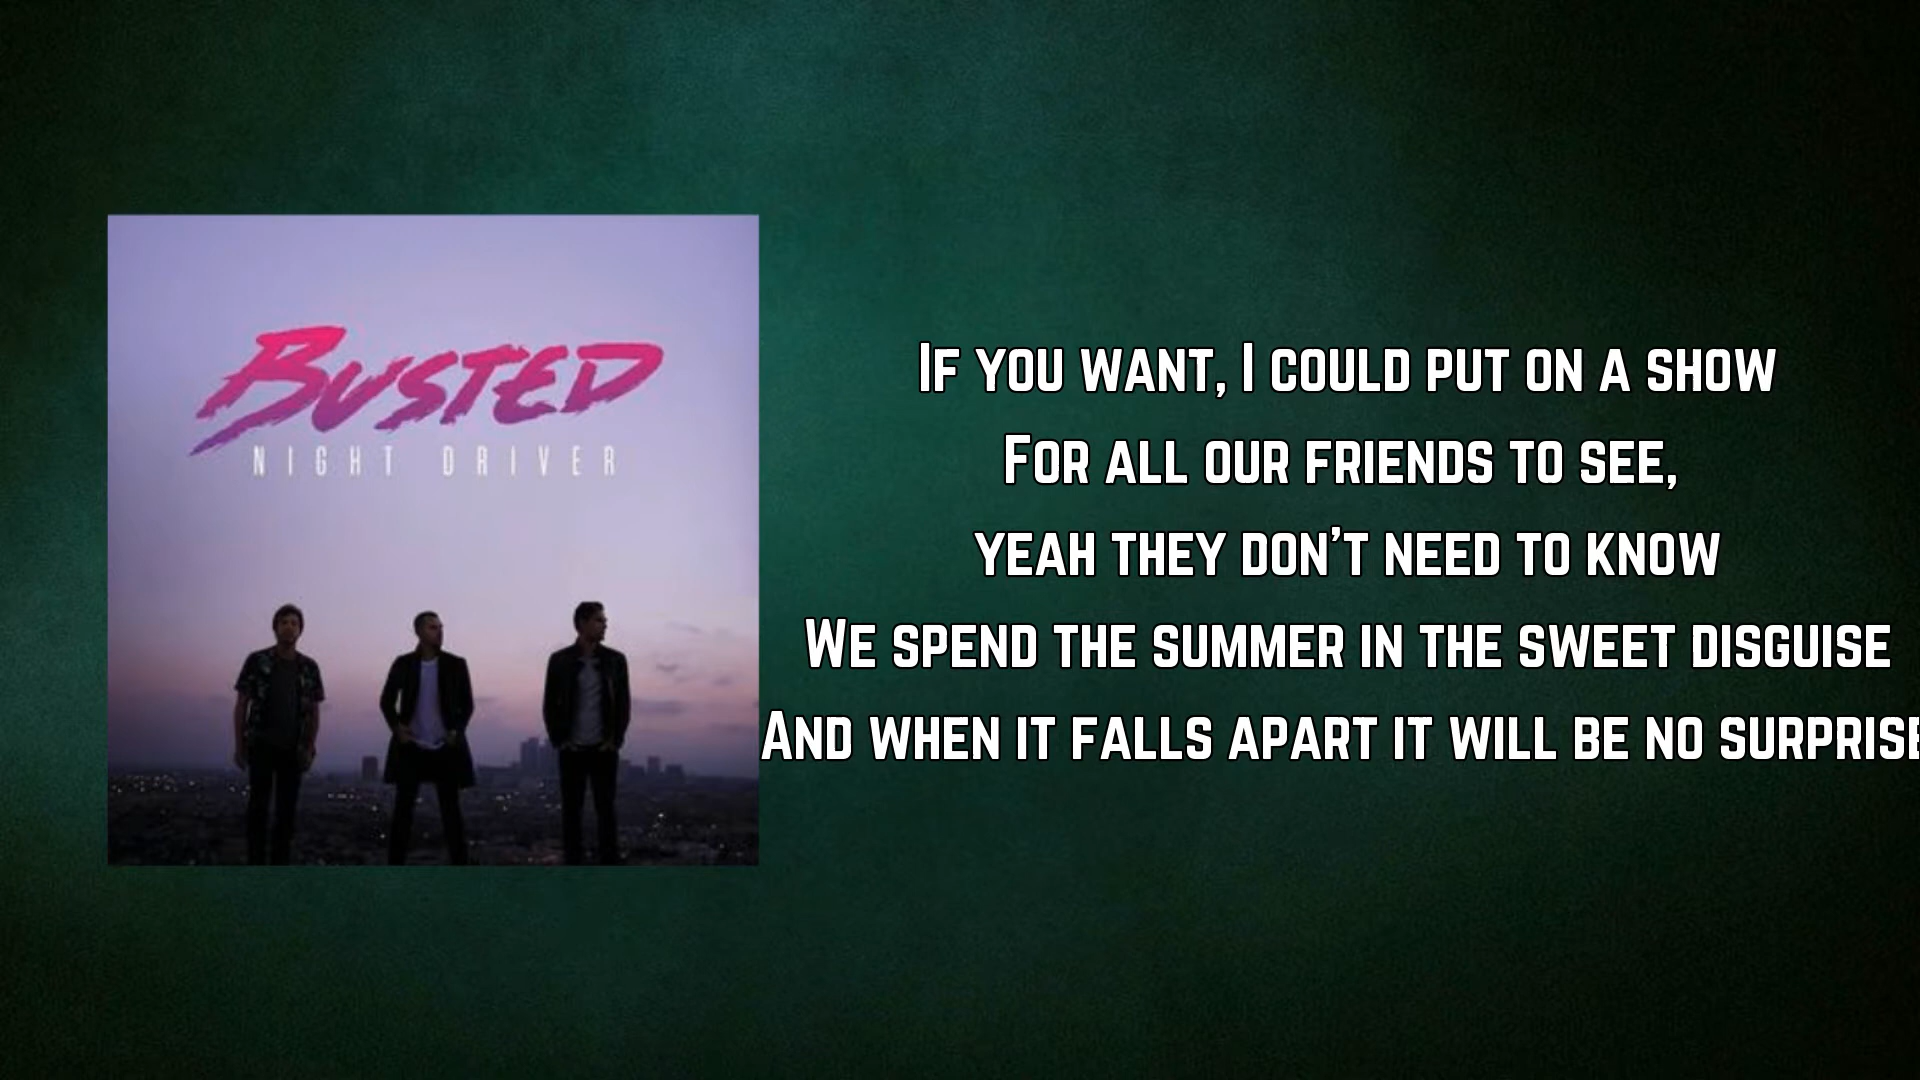 BUSTED
NIGHT DRIVER
IF YOU WANT, I COULD PUT ON A SHOW
FOR ALL OUR FRIENDS TO SEE,
YEAH THEY DON'T NEED TO KNOW
WE SPEND THE SUMMER IN THE SWEET DISGUISE
AND WHEN IT FALLS APART IT WILL BE NO SURPRISE